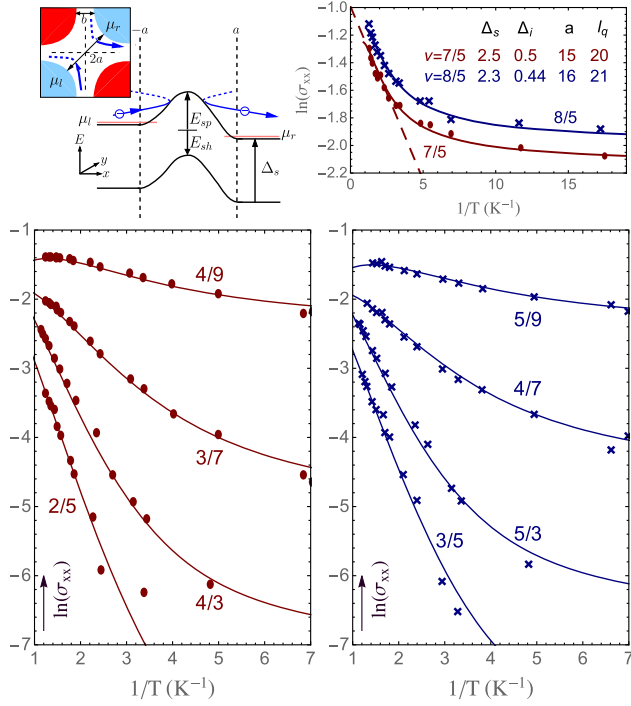 b
μr
2a
μl
−a
a
μl
Esp
Esh
μr
Δs
E
y
x
ln(σxx)
−1.0
−1.2
−1.4
−1.6
−1.8
−2.0
−2.2
Δs Δi a lq
ν=7/5 2.5 0.5 15 20
ν=8/5 2.3 0.44 16 21
8/5
7/5
0 5 10 15
1/T (K−1)
−1
−2
−3
−4
−5
−6
−7
4/9
3/7
2/5
4/3
ln(σxx)
1 2 3 4 5 6 7
1/T (K−1)
−1
−2
−3
−4
−5
−6
−7
5/9
4/7
5/3
3/5
ln(σxx)
1 2 3 4 5 6 7
1/T (K−1)